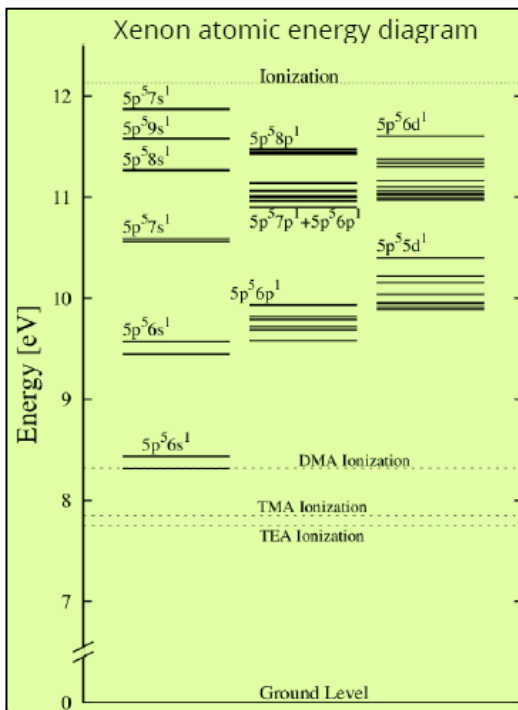 Xenon atomic energy diagram
Ionization
12
5p⁵7s¹
5p⁵9s¹
5p⁵8p¹
5p⁵6d¹
5p⁵8s¹
11
5p⁵7s¹
5p⁵7p¹+5p⁵6p¹
5p⁵5d¹
10
5p⁵6p¹
5p⁵6s¹
Energy [eV]
9
5p⁵6s¹
DMA Ionization
8
TMA Ionization
TEA Ionization
7
0
Ground Level